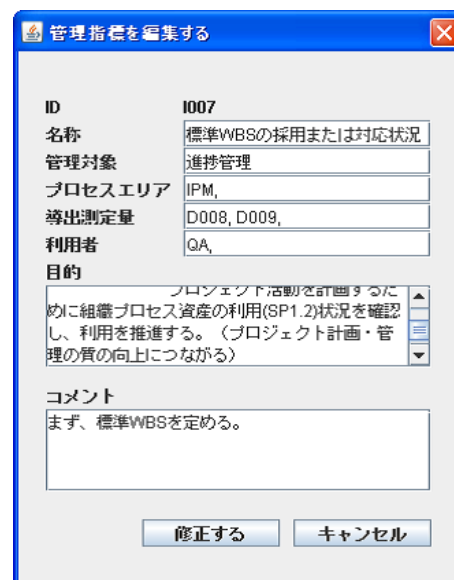 管理指標を編集する
ID I007
名称 標準WBSの採用または対応状況
管理対象 進捗管理
プロセスエリア IPM,
導出測定量 D008, D009,
利用者 QA,
目的
プロジェクト活動を計画するた
めに組織プロセス資産の利用(SP1.2)状況を確認
し、利用を推進する。（プロジェクト計画・管
理の質の向上につながる）
コメント
まず、標準WBSを定める。
修正する キャンセル